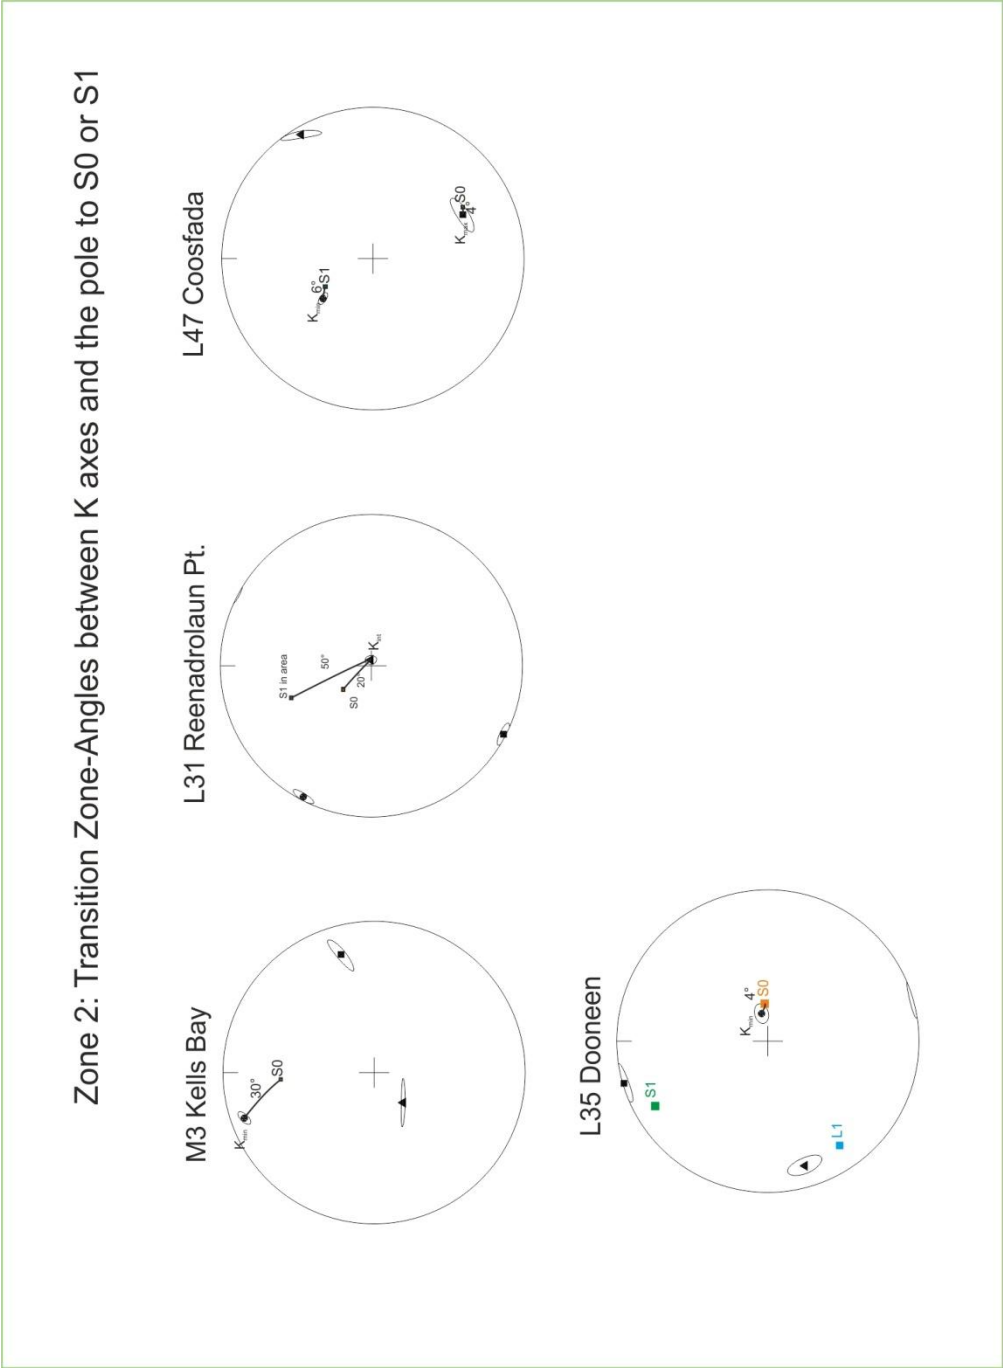 Zone 2: Transition Zone-Angles between K axes and the pole to S0 or S1
M3 Kells Bay
Kmin
30°
S0
L31 Reenadrolaun Pt.
S1 in area
50°
S0
20°
Kint
L47 Coosfada
Kmin
6°
S1
Kmax
4°
S0
L35 Dooneen
S1
Kmin
4°
S0
L1